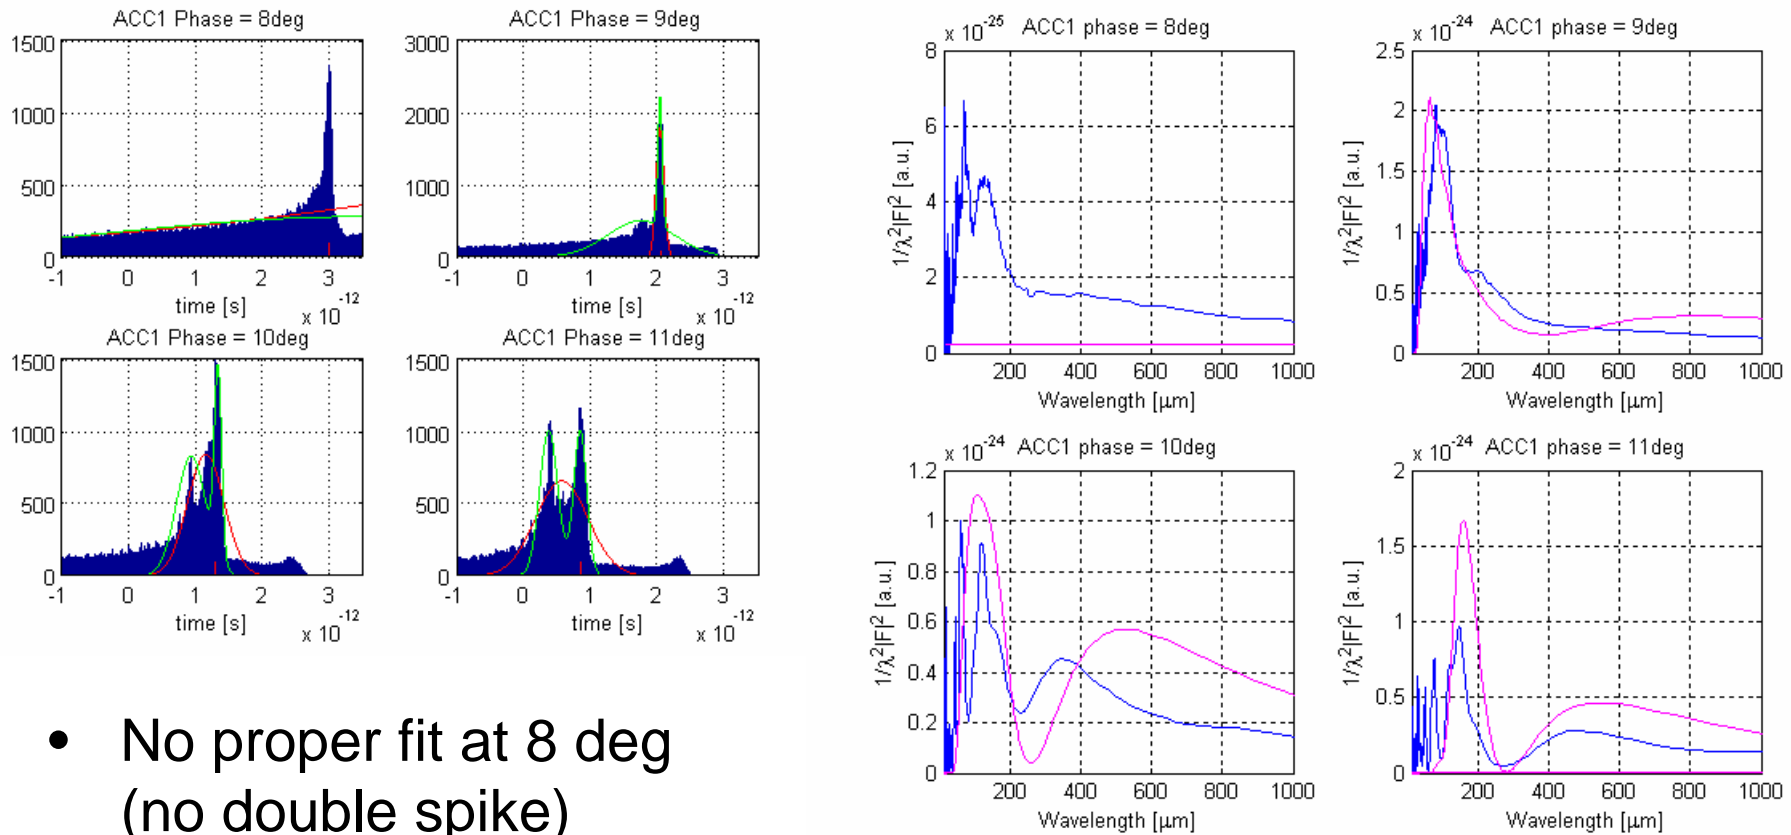 ACC1 Phase = 8deg
1500
1000
500
0
-1 0 1 2 3
time [s]
x 10^-12
ACC1 Phase = 9deg
3000
2000
1000
0
-1 0 1 2 3
time [s]
x 10^-12
ACC1 Phase = 10deg
1500
1000
500
0
-1 0 1 2 3
time [s]
x 10^-12
ACC1 Phase = 11deg
1500
1000
500
0
-1 0 1 2 3
time [s]
x 10^-12
x 10^-25
ACC1 phase = 8deg
8
6
4
2
0
1/λ²|F|² [a.u.]
200 400 600 800 1000
Wavelength [μm]
x 10^-24
ACC1 phase = 9deg
2.5
2
1.5
1
0.5
0
1/λ²|F|² [a.u.]
200 400 600 800 1000
Wavelength [μm]
x 10^-24
ACC1 phase = 10deg
1.2
1
0.8
0.6
0.4
0.2
0
1/λ²|F|² [a.u.]
200 400 600 800 1000
Wavelength [μm]
x 10^-24
ACC1 phase = 11deg
2
1.5
1
0.5
0
1/λ²|F|² [a.u.]
200 400 600 800 1000
Wavelength [μm]
• No proper fit at 8 deg
(no double spike)